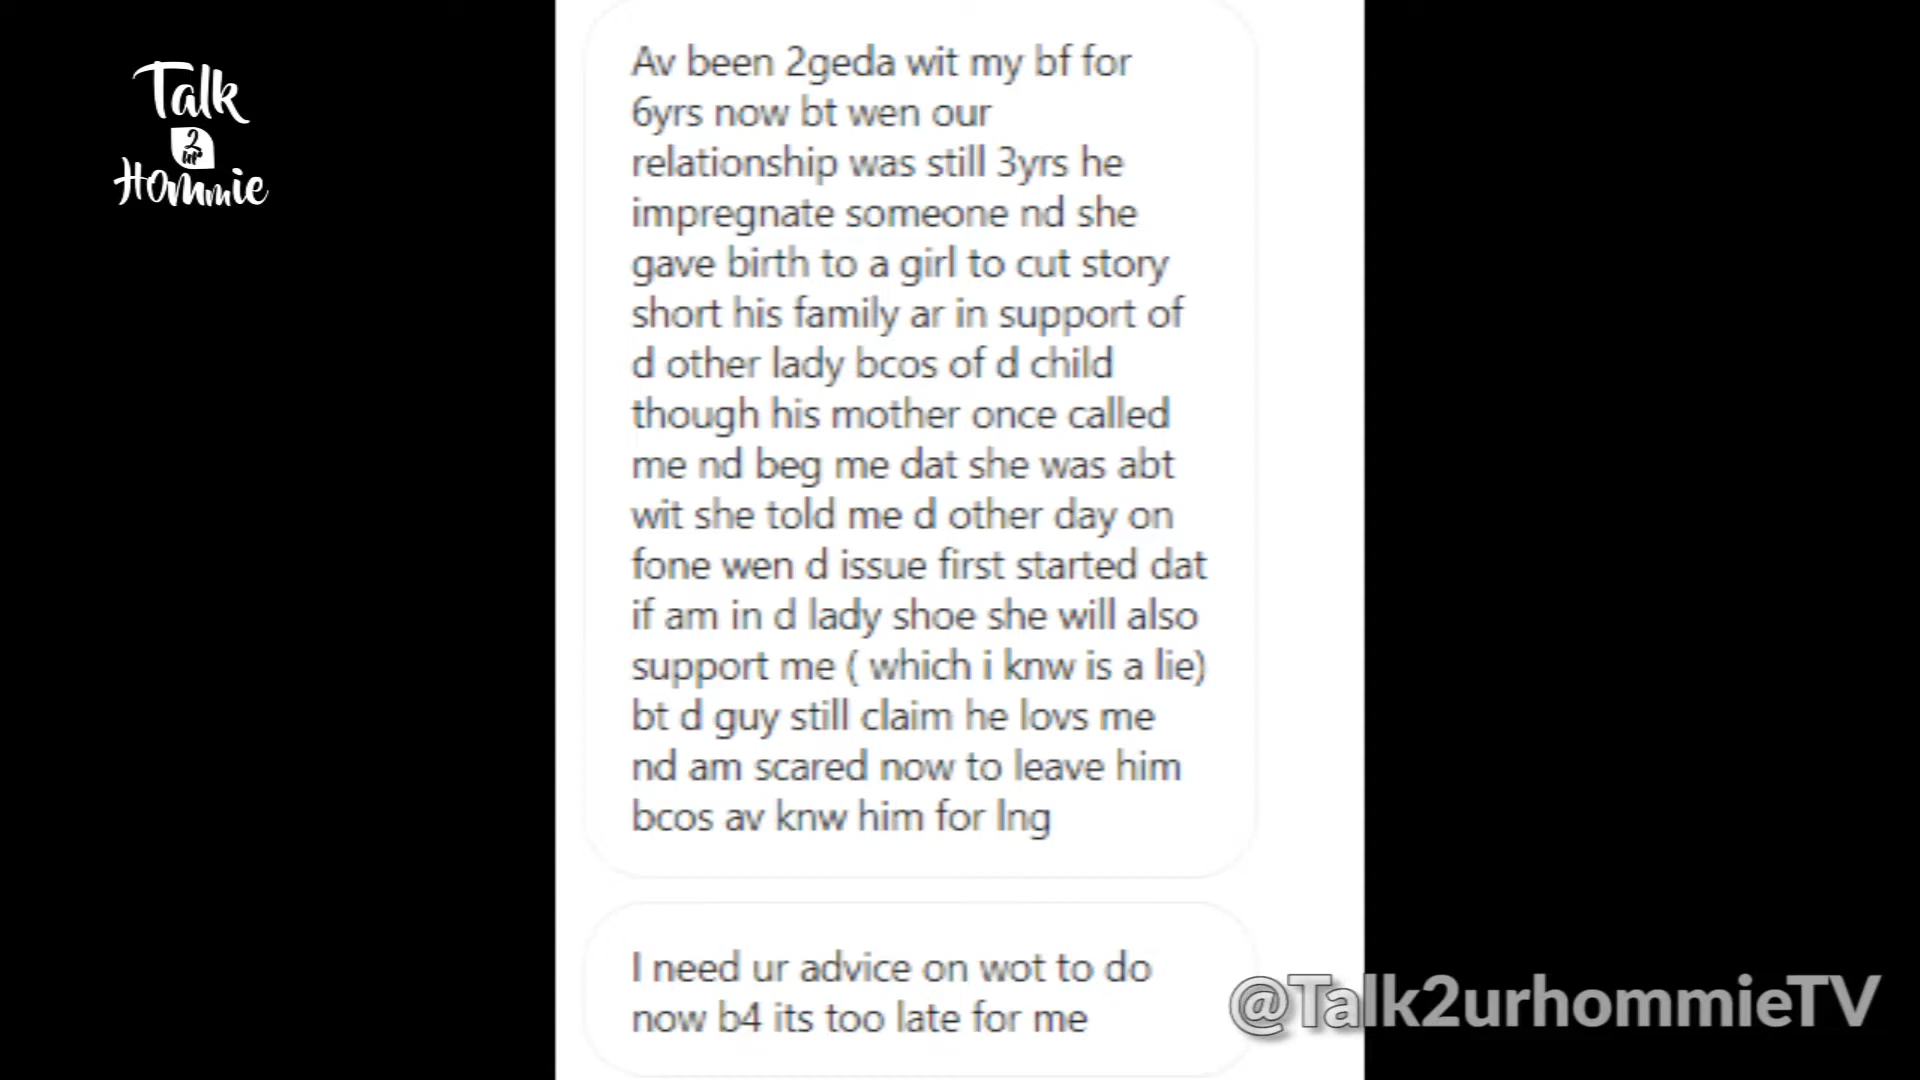 Talk
2
ur
Hommie
Av been 2geda wit my bf for
6yrs now bt wen our
relationship was still 3yrs he
impregnate someone nd she
gave birth to a girl to cut story
short his family ar in support of
d other lady bcos of d child
though his mother once called
me nd beg me dat she was abt
wit she told me d other day on
fone wen d issue first started dat
if am in d lady shoe she will also
support me ( which i knw is a lie)
bt d guy still claim he lovs me
nd am scared now to leave him
bcos av knw him for lng
I need ur advice on wot to do
now b4 its too late for me
@Talk2urhommieTV